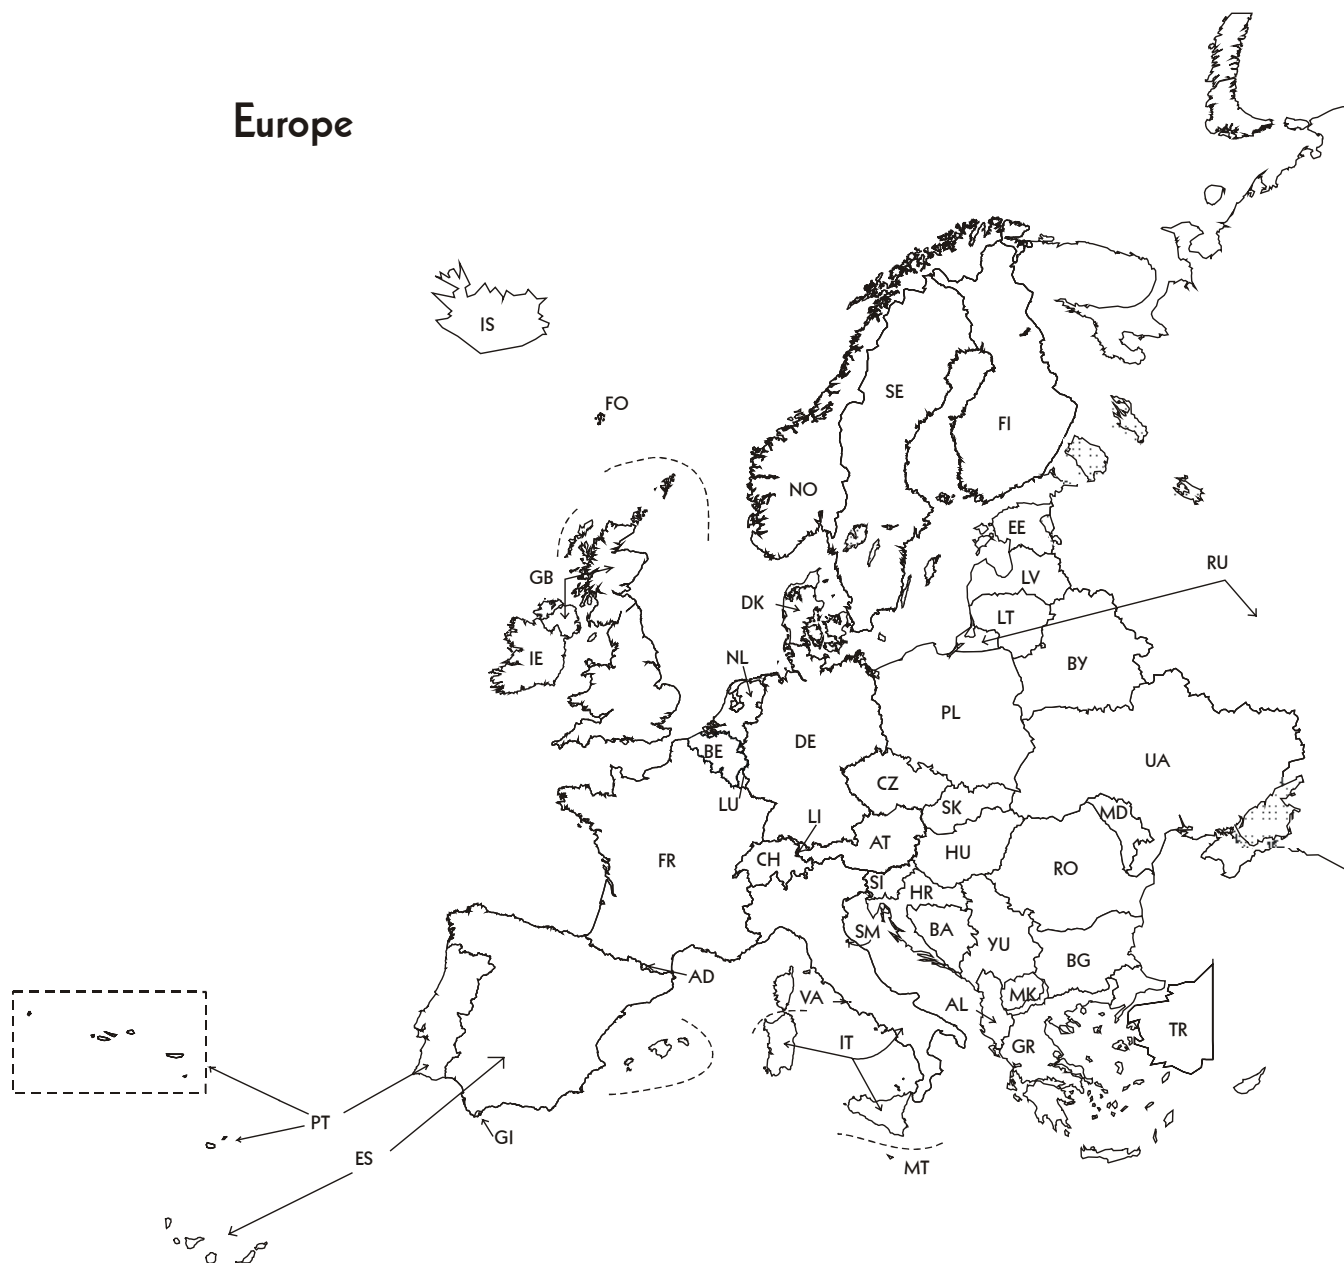 Europe
IS
FO
SE
FI
NO
EE
RU
GB
LV
DK
LT
IE
NL
BY
PL
BE
DE
UA
CZ
LU
SK
LI
MD
AT
HU
FR
CH
RO
SI
HR
SM
BA
YU
BG
AD
VA
MK
AL
TR
IT
GR
PT
GI
ES
MT